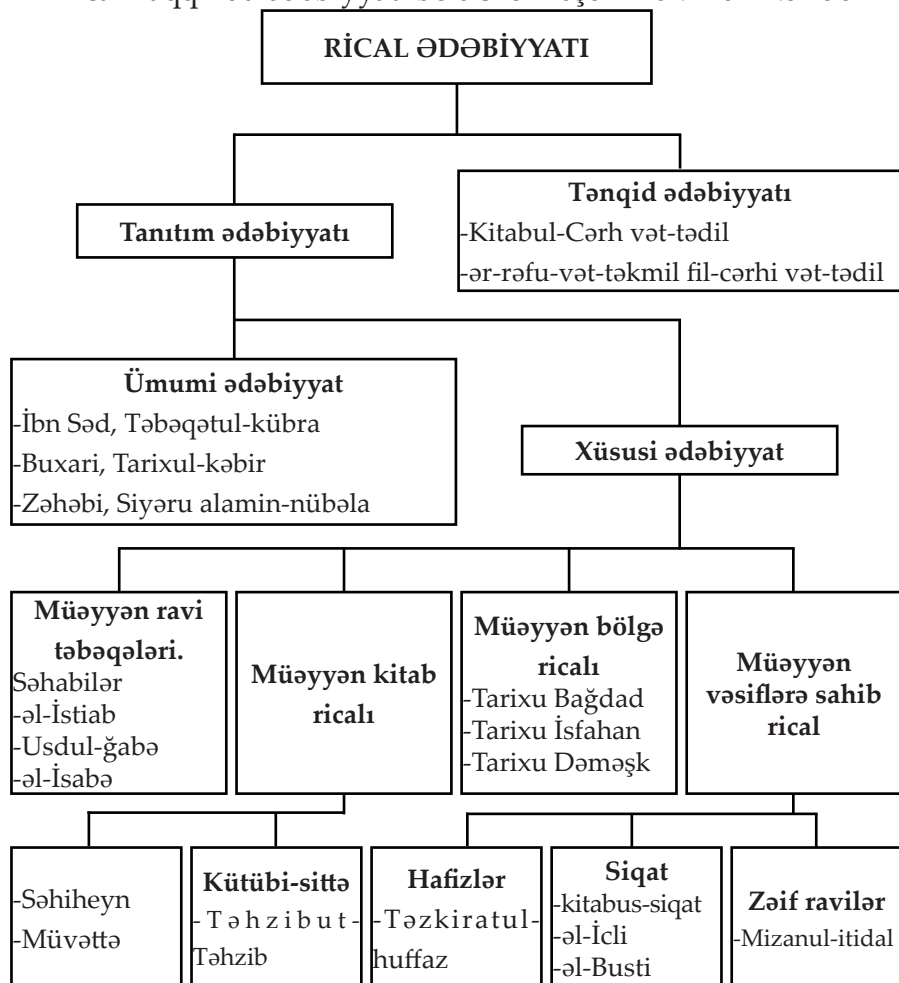 RİCAL ƏDƏBİYYATI
Tənqid ədəbiyyatı
-Kitabul-Cərh vət-tədil
-ər-rəfu-vət-təkmil fil-cərhi vət-tədil
Tanıtım ədəbiyyatı
Ümumi ədəbiyyat
-İbn Səd, Təbəqətul-kübra
-Buxari, Tarixul-kəbir
-Zəhəbi, Siyəru alamin-nübəla
Xüsusi ədəbiyyat
Müəyyən ravi
təbəqələri.
Səhabilər
-əl-İstiab
-Usdul-ğabə
-əl-İsabə
Müəyyən kitab
ricalı
Müəyyən bölgə
ricalı
-Tarixu Bağdad
-Tarixu İsfahan
-Tarixu Dəməşk
Müəyyən
vəsiflərə sahib
rical
-Səhiheyn
-Müvəttə
Kütübi-sittə
-Təhzibut-
Təhzib
Hafizlər
-Təzkiratul-
huffaz
Siqat
-kitabus-siqat
-əl-İcli
-əl-Busti
Zəif ravilər
-Mizanul-itidal